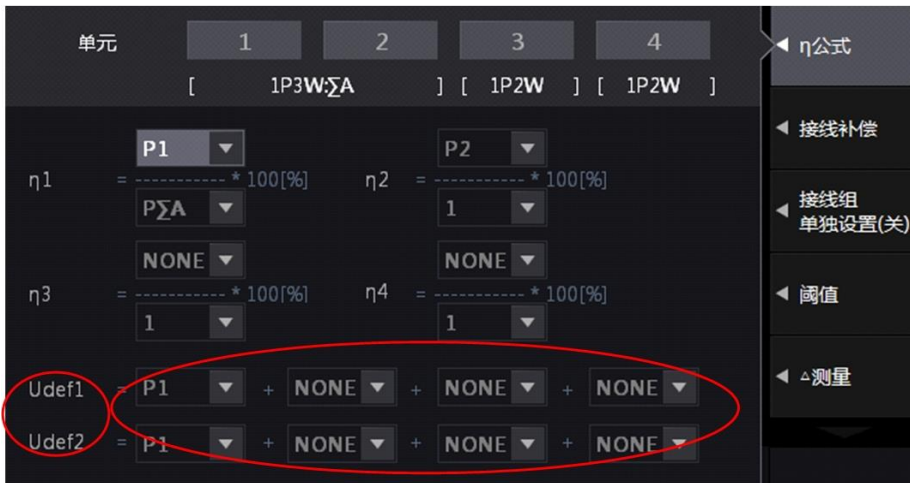 单元 1 2 3 4
[ 1P3W:∑A ] [ 1P2W ] [ 1P2W ]
P1 P2
η1 = ----------- * 100[%] η2 = ----------- * 100[%]
P∑A 1
NONE NONE
η3 = ----------- * 100[%] η4 = ----------- * 100[%]
1 1
Udef1 = P1 + NONE + NONE + NONE
Udef2 = P1 + NONE + NONE + NONE
η公式
接线补偿
接线组
单独设置(关)
阈值
△测量